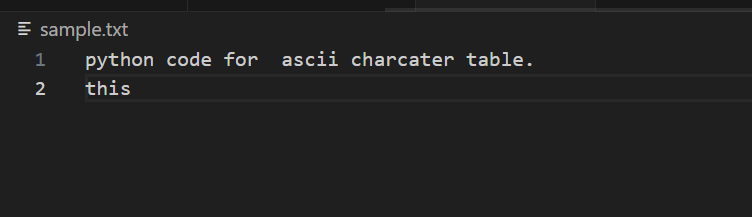 sample.txt
1 python code for  ascii charcater table.
2 this